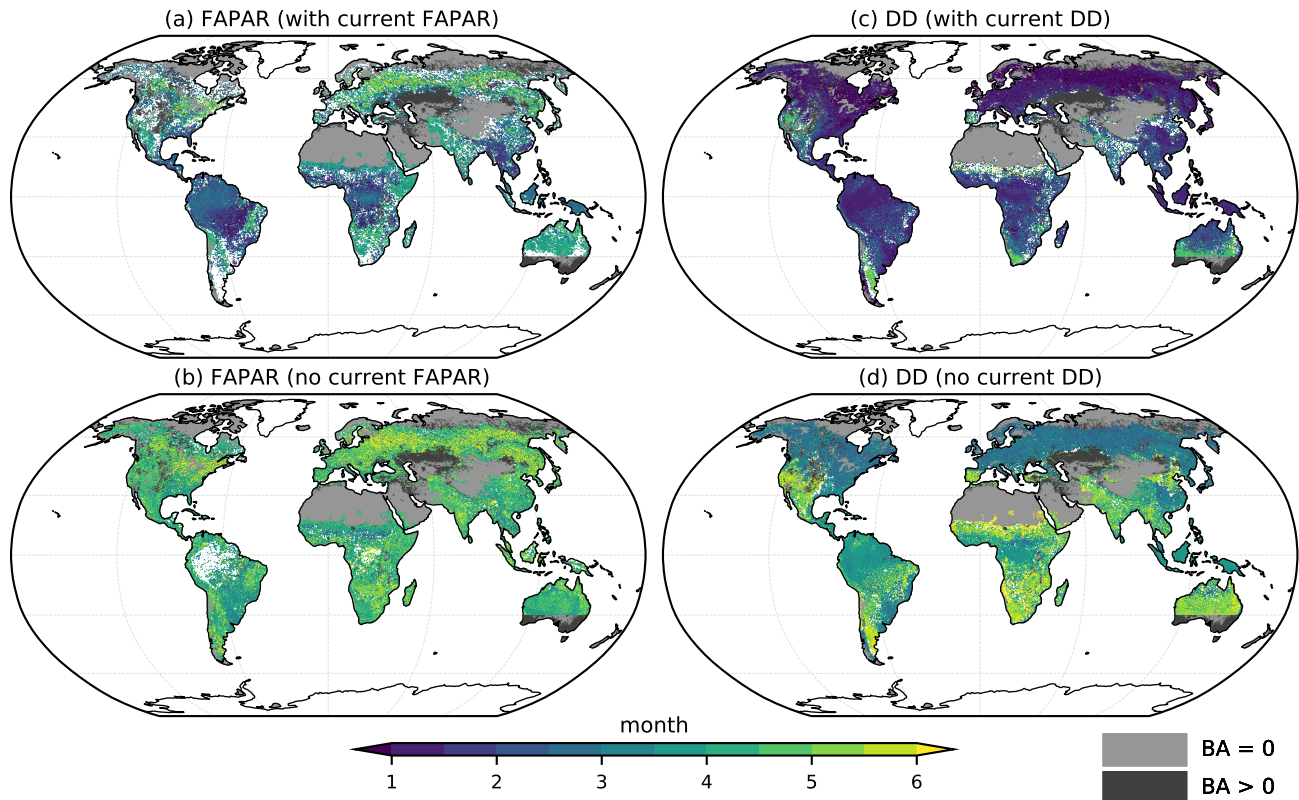 (a) FAPAR (with current FAPAR)
(c) DD (with current DD)
(b) FAPAR (no current FAPAR)
(d) DD (no current DD)
month
1 2 3 4 5 6
BA = 0
BA > 0